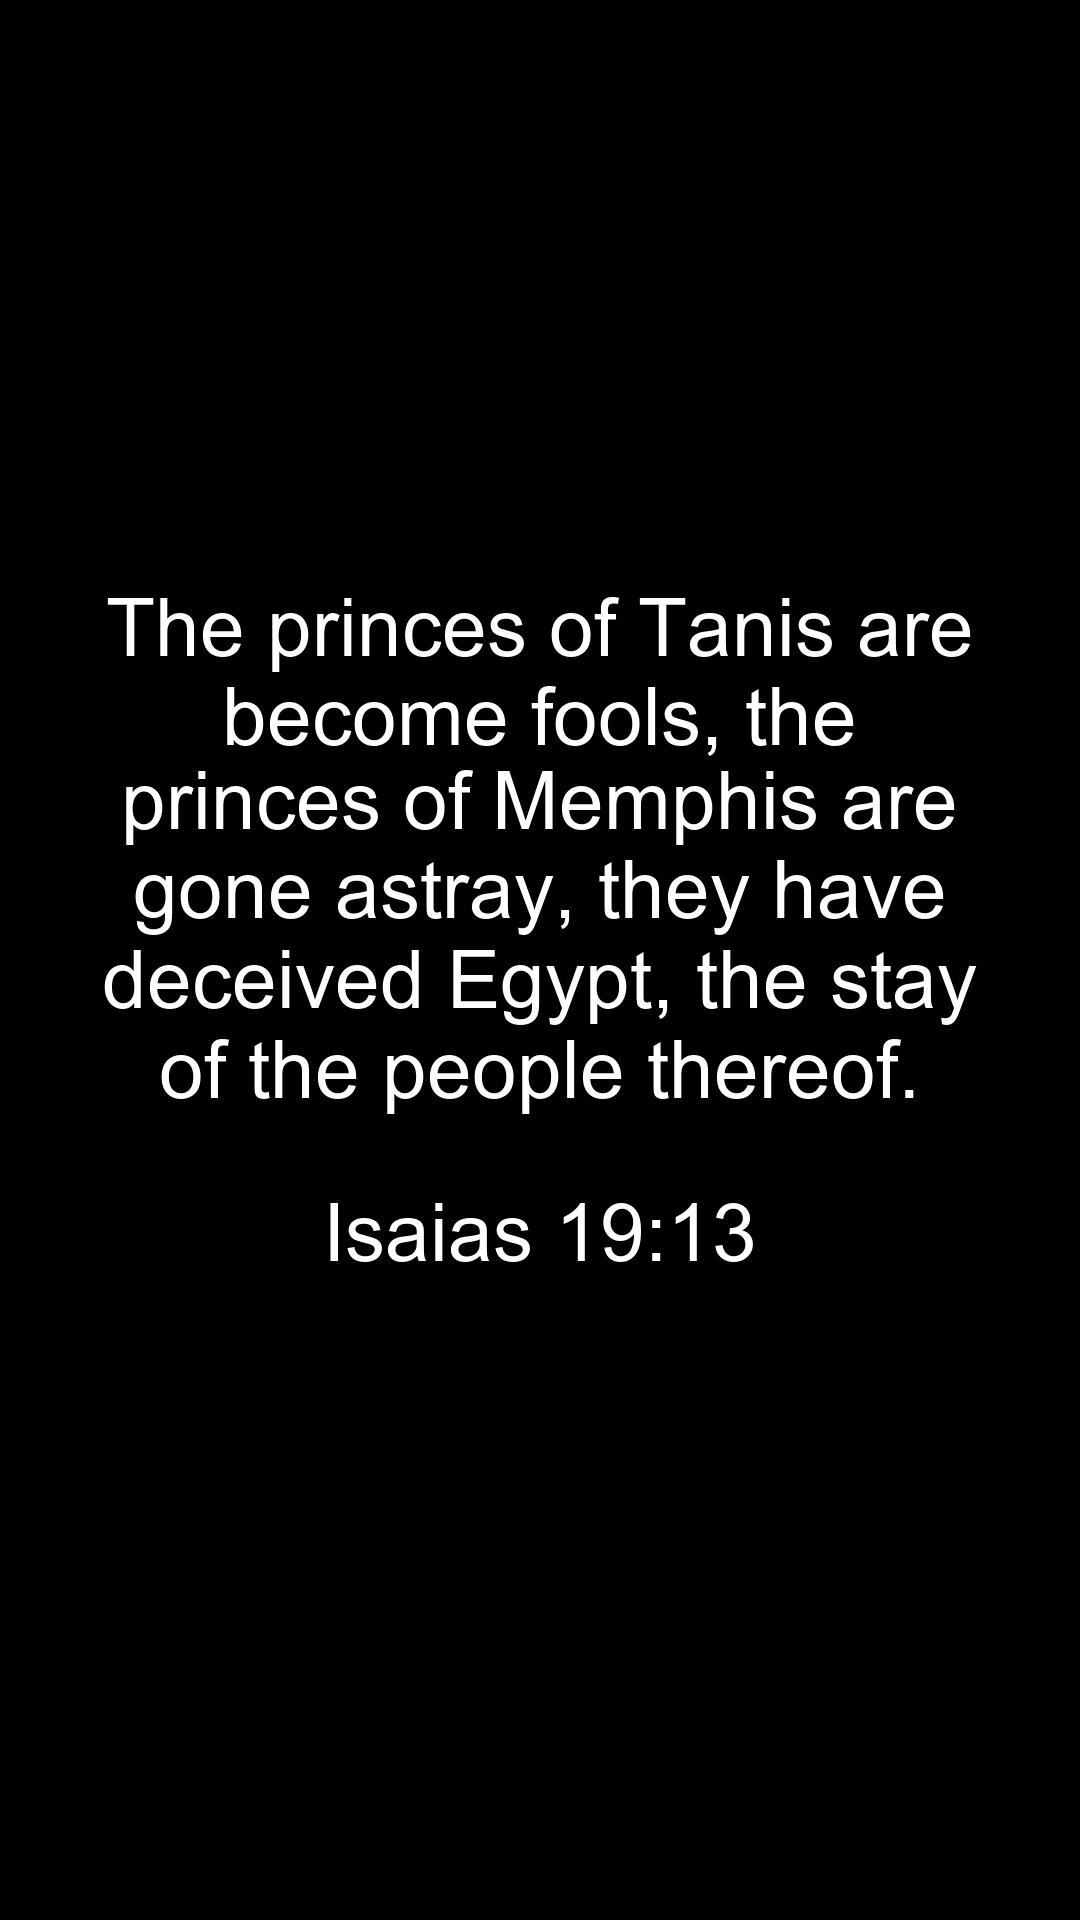 The princes of Tanis are
become fools, the
princes of Memphis are
gone astray, they have
deceived Egypt, the stay
of the people thereof.
Isaias 19:13